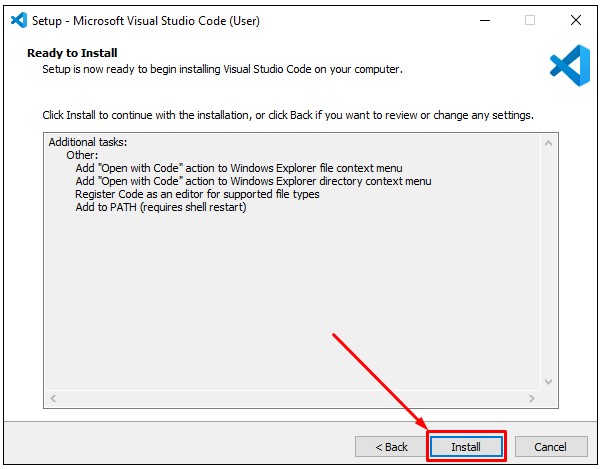 Setup - Microsoft Visual Studio Code (User)
Ready to Install
Setup is now ready to begin installing Visual Studio Code on your computer.
Click Install to continue with the installation, or click Back if you want to review or change any settings.
Additional tasks:
Other:
Add "Open with Code" action to Windows Explorer file context menu
Add "Open with Code" action to Windows Explorer directory context menu
Register Code as an editor for supported file types
Add to PATH (requires shell restart)
< Back
Install
Cancel